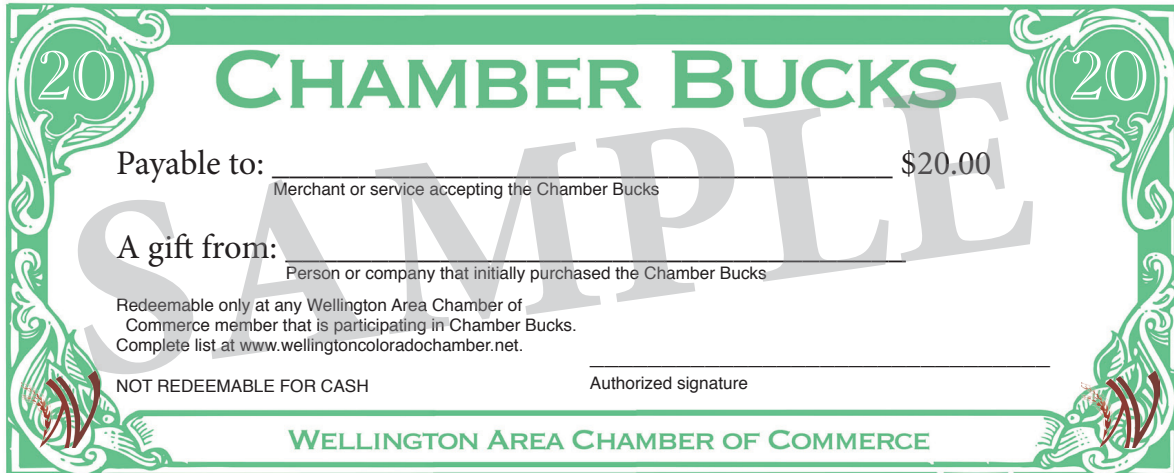 20 CHAMBER BUCKS 20
SAMPLE
Payable to: $20.00
Merchant or service accepting the Chamber Bucks
A gift from:
Person or company that initially purchased the Chamber Bucks
Redeemable only at any Wellington Area Chamber of
Commerce member that is participating in Chamber Bucks.
Complete list at www.wellingtoncoloradochamber.net.
NOT REDEEMABLE FOR CASH
Authorized signature
WELLINGTON AREA CHAMBER OF COMMERCE